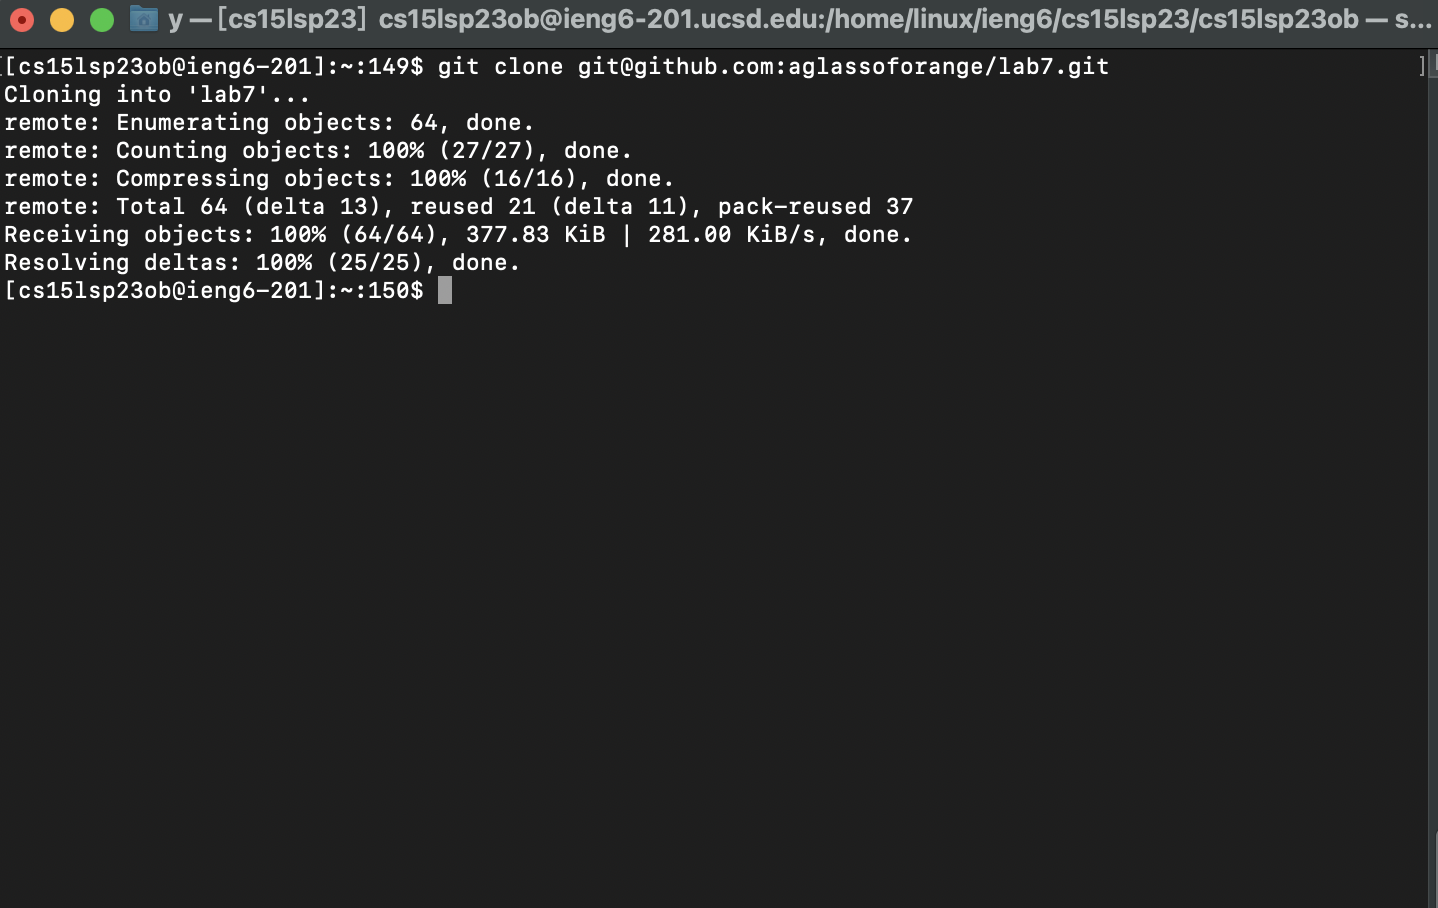 y — [cs15lsp23] cs15lsp23ob@ieng6-201.ucsd.edu:/home/linux/ieng6/cs15lsp23/cs15lsp23ob — s...
[cs15lsp23ob@ieng6-201]:~:149$ git clone git@github.com:aglassoforange/lab7.git
Cloning into 'lab7'...
remote: Enumerating objects: 64, done.
remote: Counting objects: 100% (27/27), done.
remote: Compressing objects: 100% (16/16), done.
remote: Total 64 (delta 13), reused 21 (delta 11), pack-reused 37
Receiving objects: 100% (64/64), 377.83 KiB | 281.00 KiB/s, done.
Resolving deltas: 100% (25/25), done.
[cs15lsp23ob@ieng6-201]:~:150$